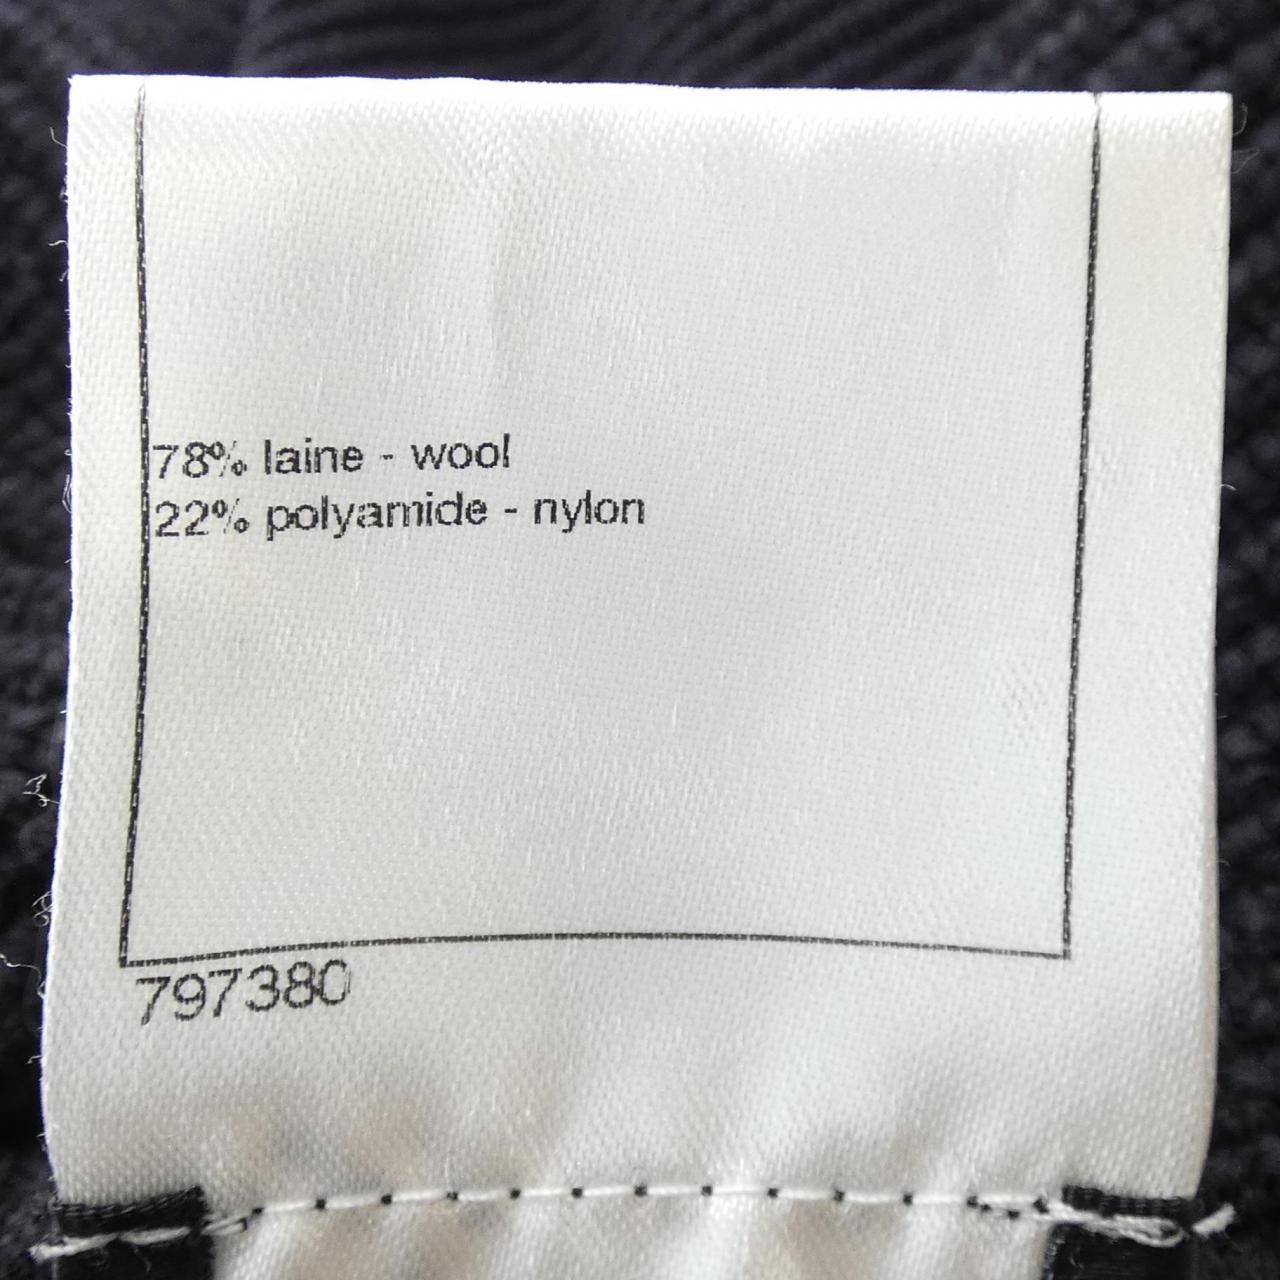 78% laine - wool
22% polyamide - nylon
797380